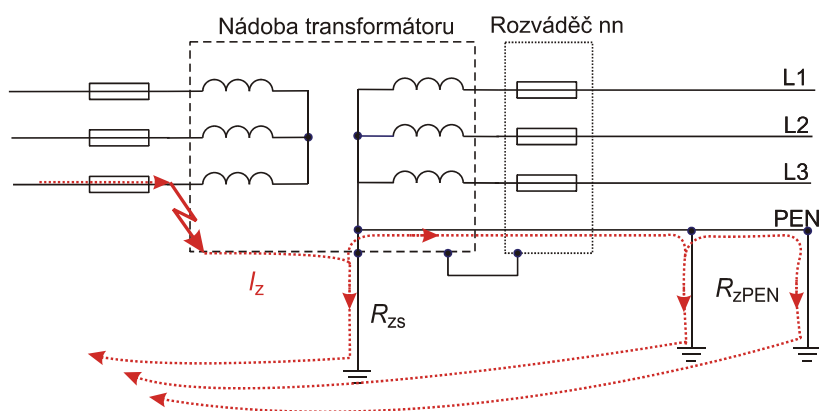 Nádoba transformátoru
Rozváděč nn
L1
L2
L3
PEN
Iz
Rzs
RzPEN